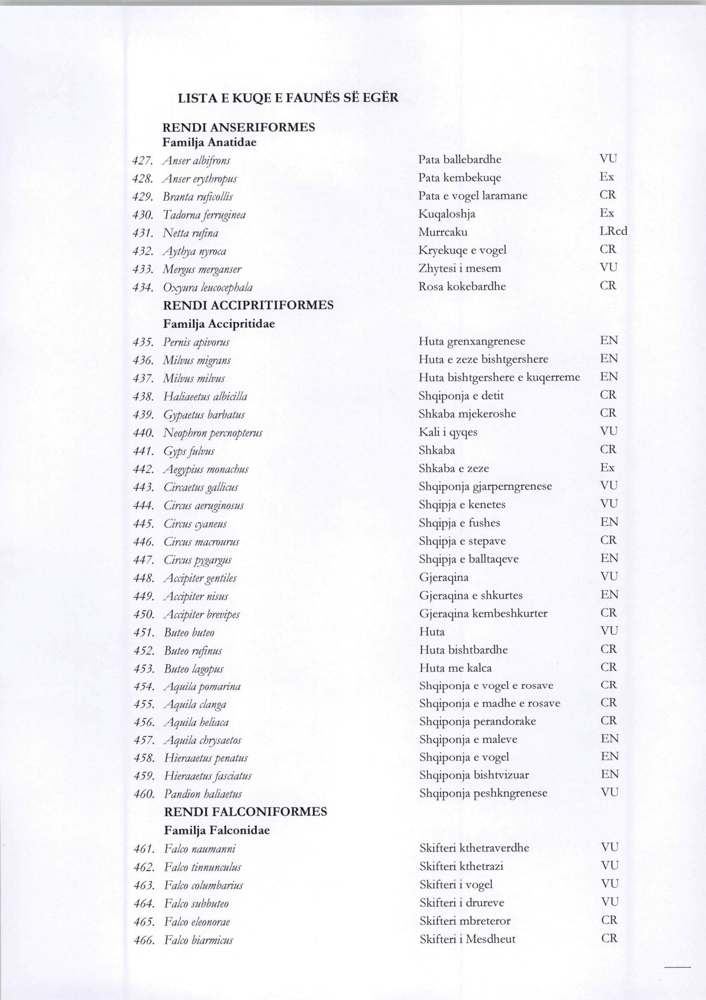 LISTA E KUQE E FAUNËS SË EGËR
RENDI ANSERIFORMES
Familja Anatidae
427. Anser albifrons Pata ballebardhe VU
428. Anser erythropus Pata kembekuqe Ex
429. Branta ruficollis Pata e vogel laramane CR
430. Tadorna ferruginea Kuqaloshja Ex
431. Netta rufina Murrcaku LRcd
432. Aythya nyroca Kryekuqe e vogel CR
433. Mergus merganser Zhytesi i mesem VU
434. Oxyura leucocephala Rosa kokebardhe CR
RENDI ACCIPRITIFORMES
Familja Accipritidae
435. Pernis apivorus Huta grenxangrenese EN
436. Milvus migrans Huta e zeze bishtgershere EN
437. Milvus milvus Huta bishtgershere e kuqerreme EN
438. Haliaeetus albicilla Shqiponja e detit CR
439. Gypaetus barbatus Shkaba mjekeroshe CR
440. Neophron percnopterus Kali i qyqes VU
441. Gyps fulvus Shkaba CR
442. Aegypius monachus Shkaba e zeze Ex
443. Circaetus gallicus Shqiponja gjarperngrenese VU
444. Circus aeruginosus Shqipja e kenetes VU
445. Circus cyaneus Shqipja e fushes EN
446. Circus macrourus Shqipja e stepave CR
447. Circus pygargus Shqipja e balltaqeve EN
448. Accipiter gentiles Gjeraqina VU
449. Accipiter nisus Gjeraqina e shkurtes EN
450. Accipiter brevipes Gjeraqina kembeshkurter CR
451. Buteo buteo Huta VU
452. Buteo rufinus Huta bishtbardhe CR
453. Buteo lagopus Huta me kalca CR
454. Aquila pomarina Shqiponja e vogel e rosave CR
455. Aquila clanga Shqiponja e madhe e rosave CR
456. Aquila heliaca Shqiponja perandorake CR
457. Aquila chrysaetos Shqiponja e maleve EN
458. Hieraaetus penatus Shqiponja e vogel EN
459. Hieraaetus fasciatus Shqiponja bishtvizuar EN
460. Pandion haliaetus Shqiponja peshkngrenese VU
RENDI FALCONIFORMES
Familja Falconidae
461. Falco naumanni Skifteri kthetraverdhe VU
462. Falco tinnunculus Skifteri kthetrazi VU
463. Falco columbarius Skifteri i vogel VU
464. Falco subbuteo Skifteri i drureve VU
465. Falco eleonorae Skifteri mbreteror CR
466. Falco biarmicus Skifteri i Mesdheut CR